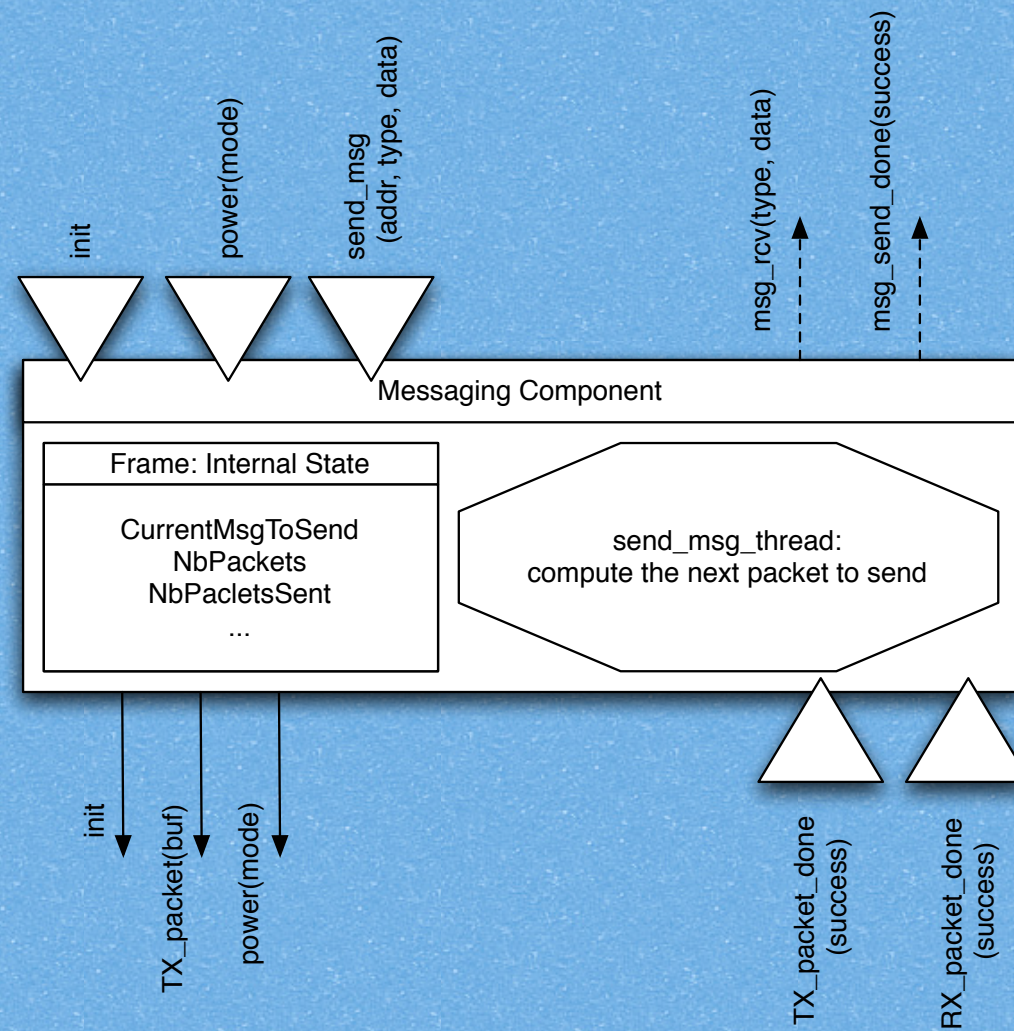 init
power(mode)
send_msg
(addr, type, data)
msg_rcv(type, data)
msg_send_done(success)
Messaging Component
Frame: Internal State
CurrentMsgToSend
NbPackets
NbPacletsSent
...
send_msg_thread:
compute the next packet to send
init
TX_packet(buf)
power(mode)
TX_packet_done
(success)
RX_packet_done
(success)